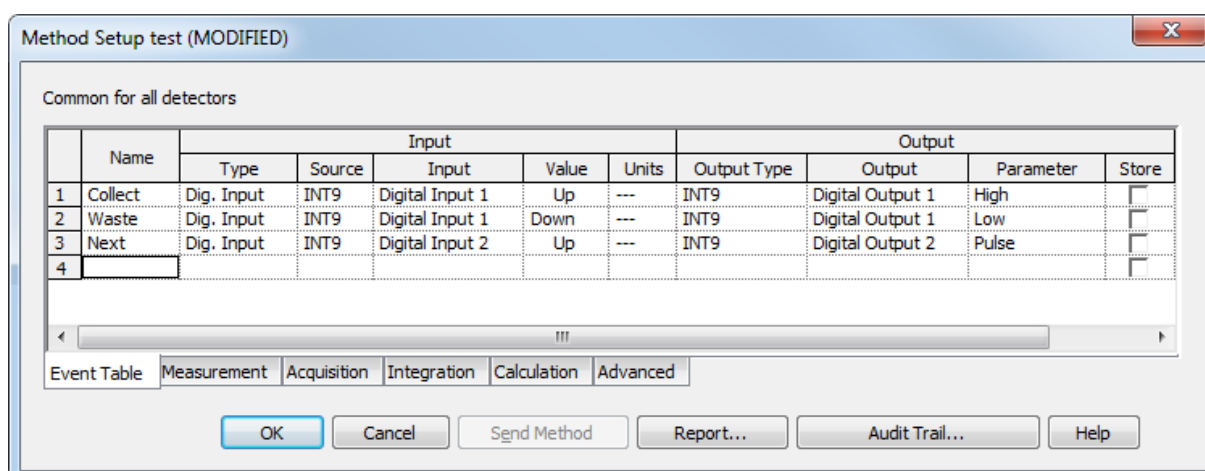 Method Setup test (MODIFIED)
Common for all detectors
Name Input Output
Type Source Input Value Units Output Type Output Parameter Store
1 Collect Dig. Input INT9 Digital Input 1 Up --- INT9 Digital Output 1 High
2 Waste Dig. Input INT9 Digital Input 1 Down --- INT9 Digital Output 1 Low
3 Next Dig. Input INT9 Digital Input 2 Up --- INT9 Digital Output 2 Pulse
4
Event Table Measurement Acquisition Integration Calculation Advanced
OK Cancel Send Method Report... Audit Trail... Help